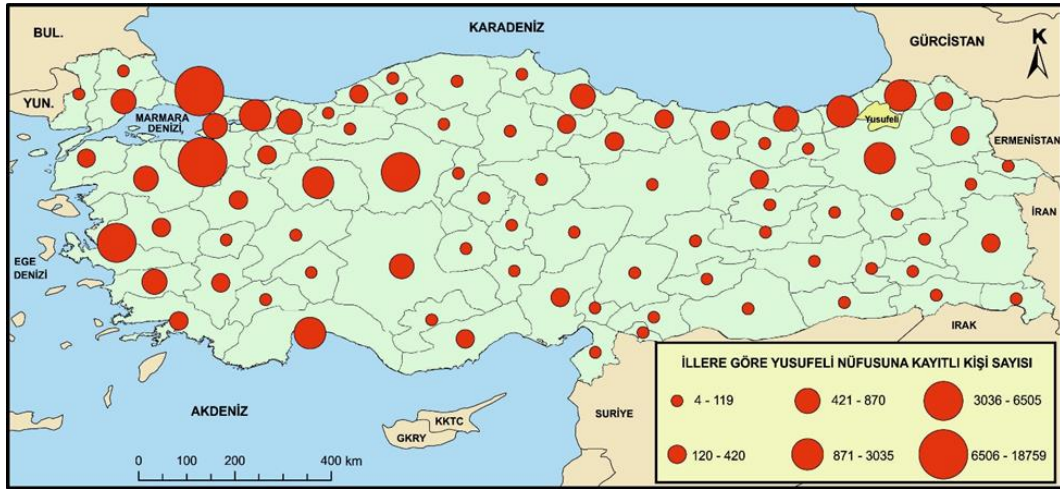 BUL.
KARADENİZ
GÜRCİSTAN
K
YUN.
MARMARA
DENİZİ
Yusufeli
ERMENİSTAN
İRAN
EGE
DENİZİ
IRAK
AKDENİZ
KKTC
GKRY
SURİYE
0 100 200 400 km
İLLERE GÖRE YUSUFELİ NÜFUSUNA KAYITLI KİŞİ SAYISI
4 - 119 421 - 870 3036 - 6505
120 - 420 871 - 3035 6506 - 18759